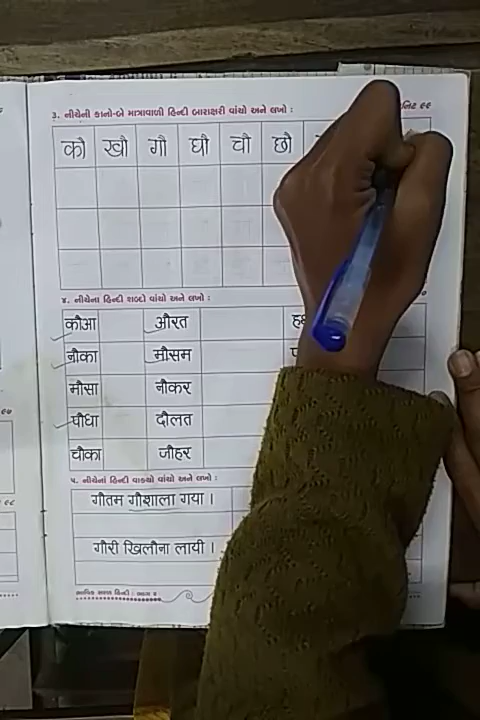 ૩. નીચેની કાનો-બે માત્રાવાળી હિન્દી બારાક્ષરી વાંચો અને લખો :
कौ खौ गौ घौ चौ छौ
૪. નીચેના હિન્દી શબ્દો વાંચો અને લખો :
कौआ औरत
नौका मौसम
मौसा नौकर
पौधा दौलत
चौका जौहर
૫. નીચેનાં હિન્દી વાક્યો વાંચો અને લખો :
गौतम गौशाला गया ।
गौरी खिलौना लायी ।